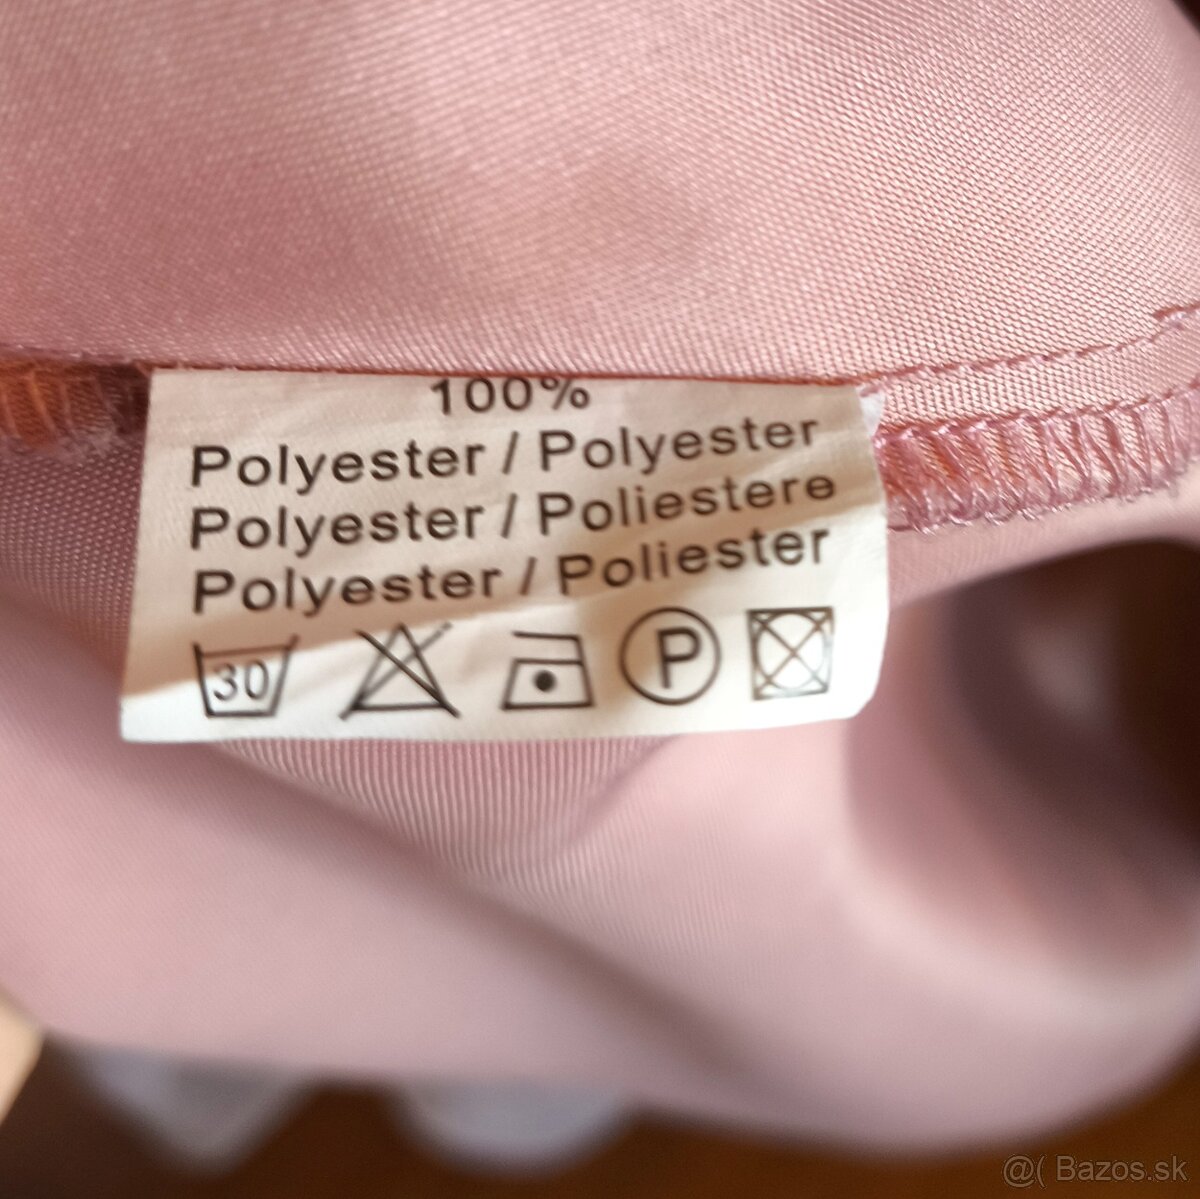 100%
Polyester / Polyester
Polyester / Poliestere
Polyester / Poliester
30 P
@( Bazos.sk